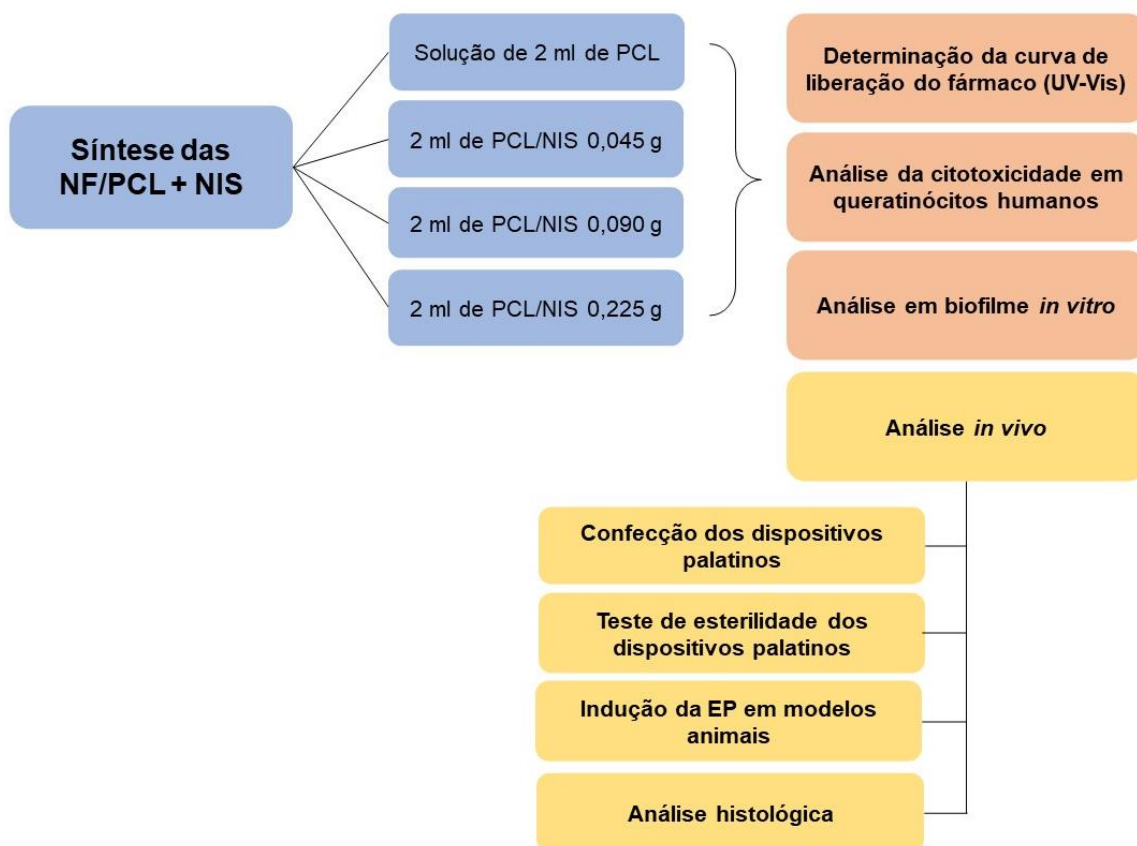 Síntese das
NF/PCL + NIS
Solução de 2 ml de PCL
2 ml de PCL/NIS 0,045 g
2 ml de PCL/NIS 0,090 g
2 ml de PCL/NIS 0,225 g
Determinação da curva de
liberação do fármaco (UV-Vis)
Análise da citotoxicidade em
queratinócitos humanos
Análise em biofilme in vitro
Análise in vivo
Confecção dos dispositivos
palatinos
Teste de esterilidade dos
dispositivos palatinos
Indução da EP em modelos
animais
Análise histológica